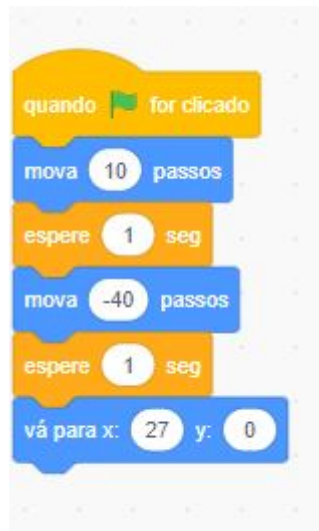 quando for clicado
mova 10 passos
espere 1 seg
mova -40 passos
espere 1 seg
vá para x: 27 y: 0